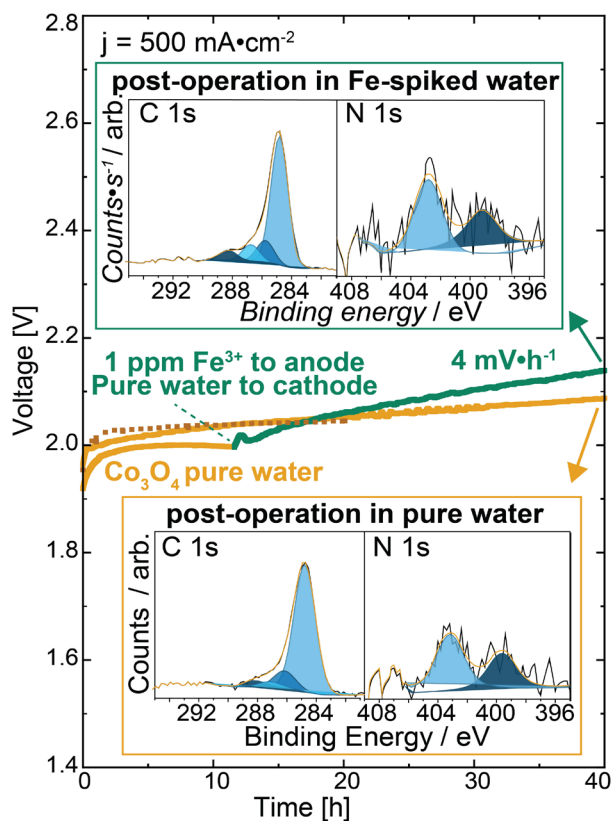 j = 500 mA•cm⁻²
post-operation in Fe-spiked water
C 1s
N 1s
Counts•s⁻¹ / arb.
292 288 284 408 404 400 396
Binding energy / eV
1 ppm Fe³⁺ to anode
Pure water to cathode
4 mV•h⁻¹
Co₃O₄ pure water
post-operation in pure water
C 1s
N 1s
Counts / arb.
292 288 284 408 404 400 396
Binding Energy / eV
Voltage [V]
2.8
2.6
2.4
2.2
2.0
1.8
1.6
1.4
0 10 20 30 40
Time [h]